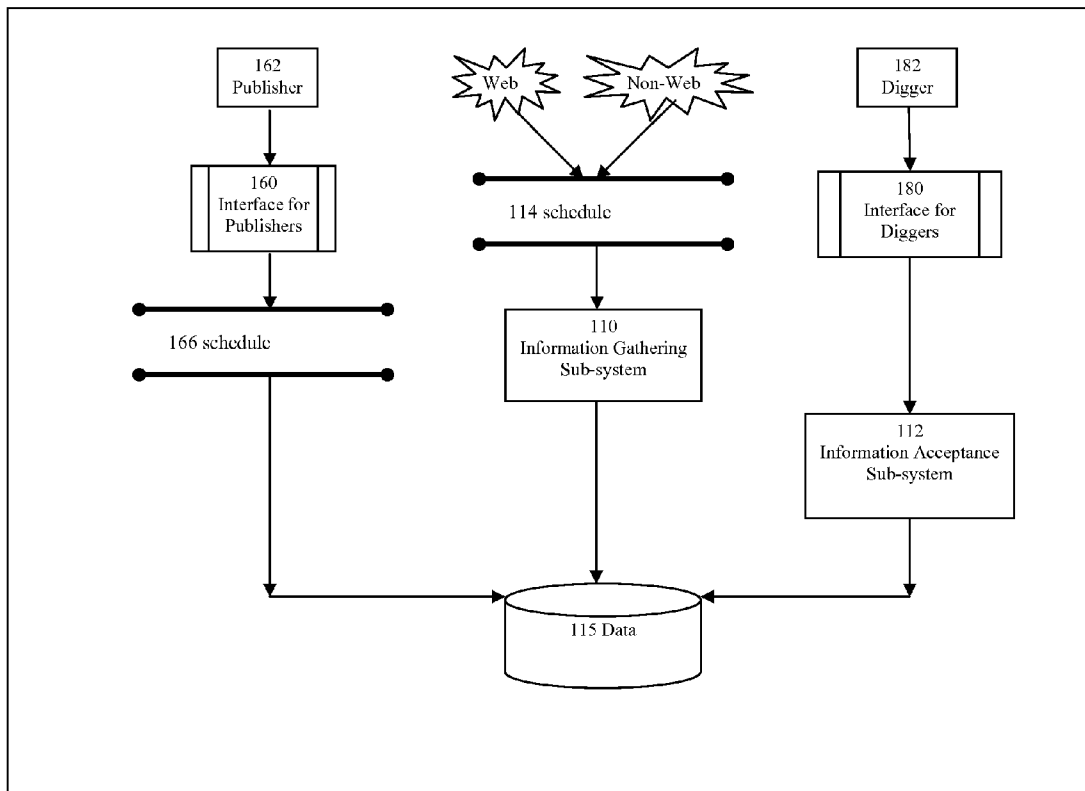 162
Publisher
Web
Non-Web
182
Digger
160
Interface for
Publishers
114 schedule
180
Interface for
Diggers
166 schedule
110
Information Gathering
Sub-system
112
Information Acceptance
Sub-system
115 Data